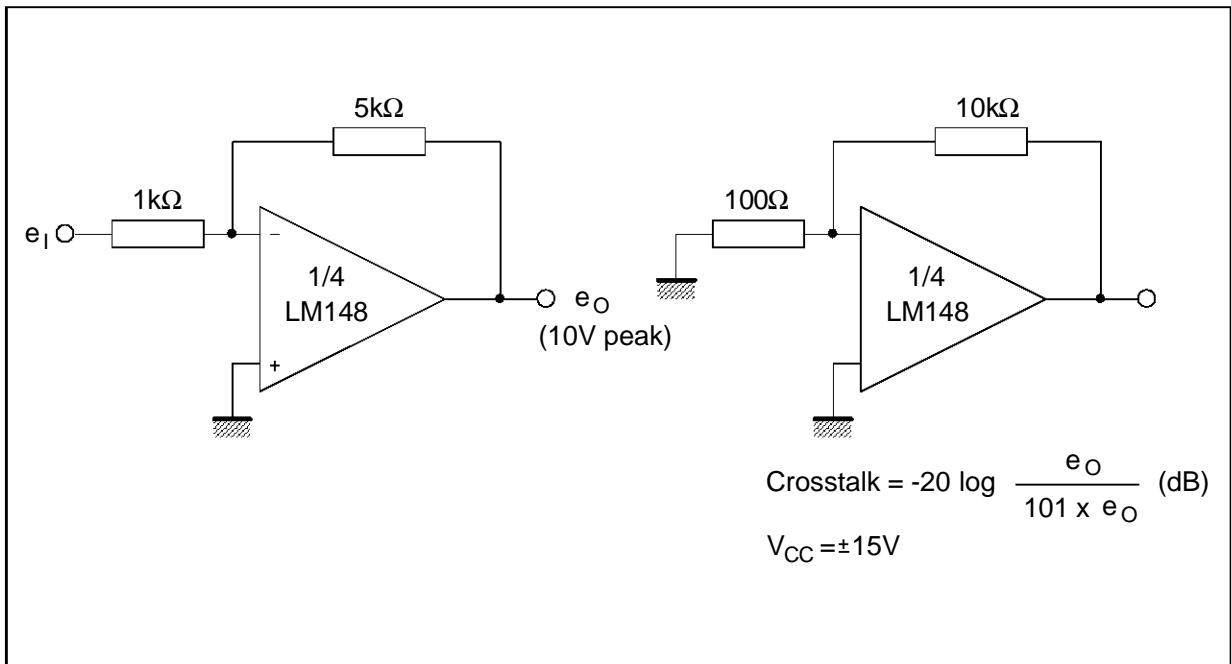 5kΩ
1kΩ
e_I
−
1/4
LM148
+
e_O
(10V peak)
10kΩ
100Ω
1/4
LM148
Crosstalk = -20 log e_O / 101 x e_O (dB)
V_CC =±15V